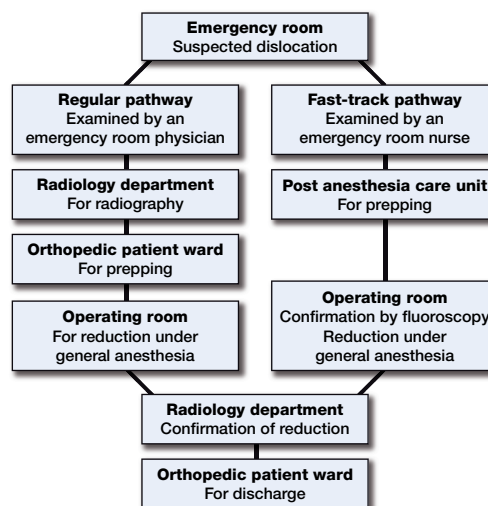 Emergency room
Suspected dislocation
Regular pathway
Examined by an
emergency room physician
Fast-track pathway
Examined by an
emergency room nurse
Radiology department
For radiography
Post anesthesia care unit
For prepping
Orthopedic patient ward
For prepping
Operating room
For reduction under
general anesthesia
Operating room
Confirmation by fluoroscopy
Reduction under
general anesthesia
Radiology department
Confirmation of reduction
Orthopedic patient ward
For discharge